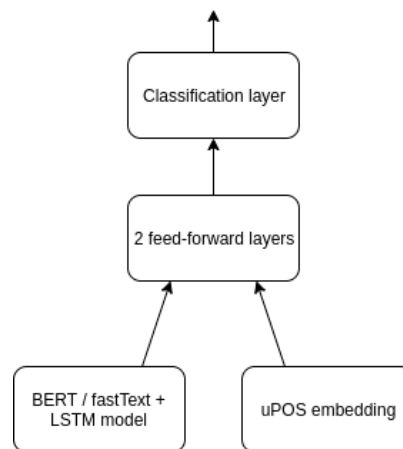 Classification layer
2 feed-forward layers
BERT / fastText +
LSTM model
uPOS embedding